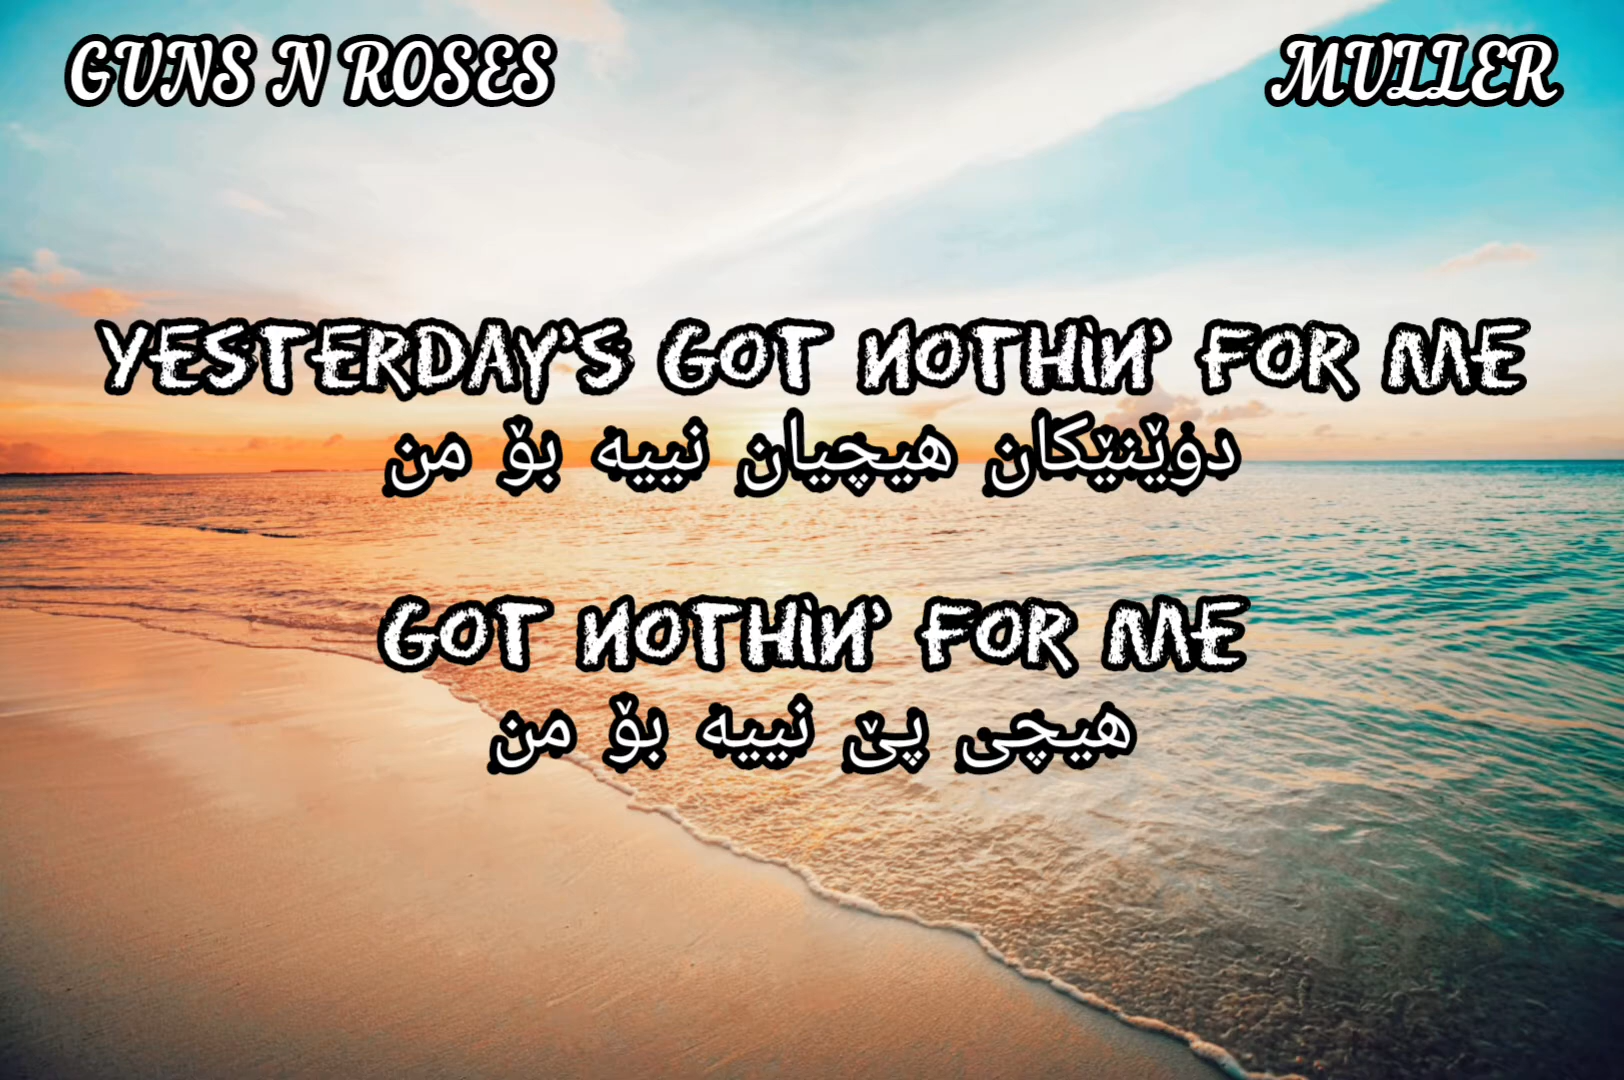 GUNS N ROSES
MULLER
YESTERDAY'S GOT NOTHIN' FOR ME
دوێنێکان هیچیان نییە بۆ من
GOT NOTHIN' FOR ME
هیچی پێ نییە بۆ من